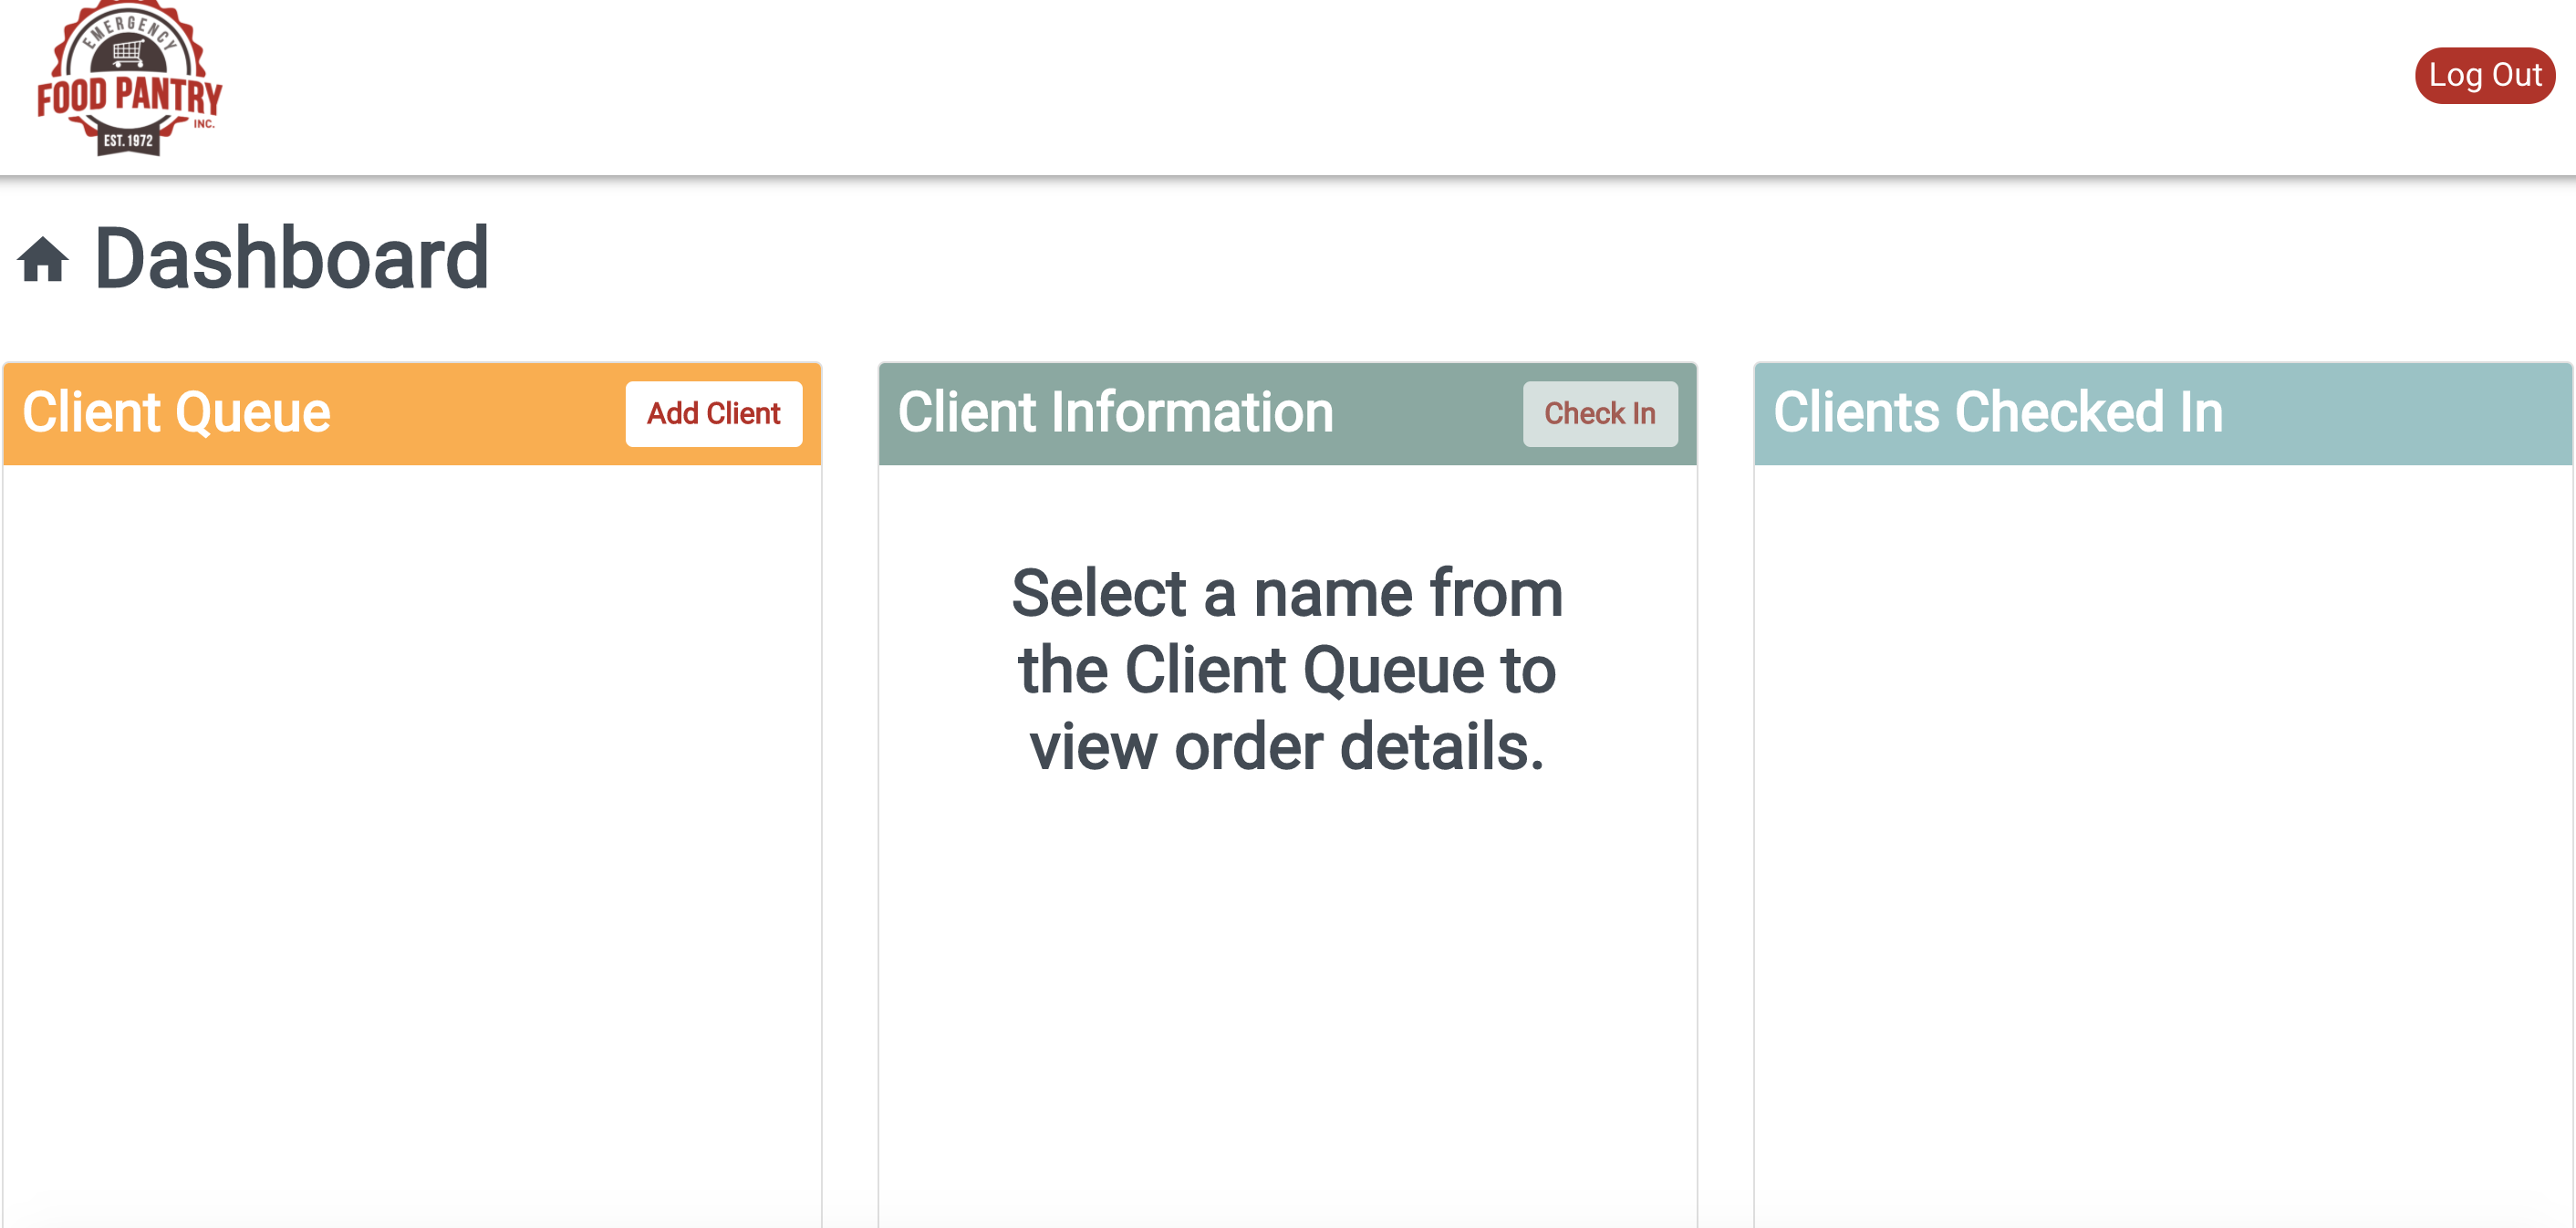 EMERGENCY
FOOD PANTRY
INC.
EST. 1972
Log Out
Dashboard
Client Queue
Add Client
Client Information
Check In
Clients Checked In
Select a name from
the Client Queue to
view order details.